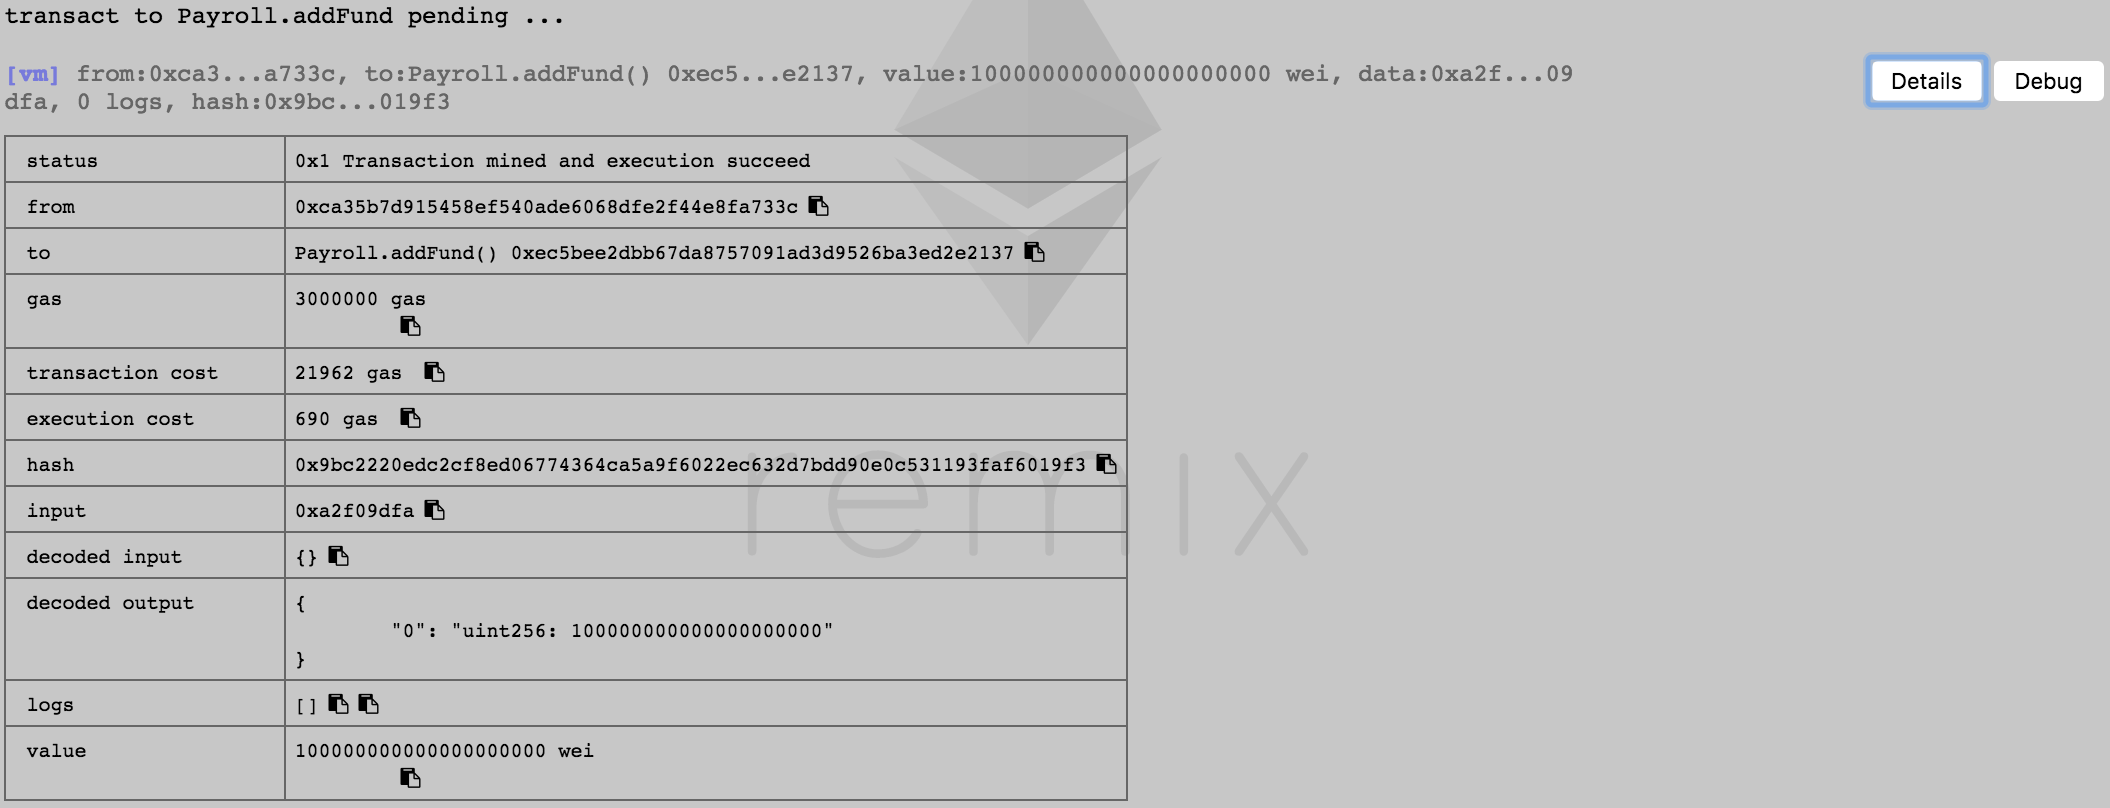 transact to Payroll.addFund pending ...
[vm] from:0xca3...a733c, to:Payroll.addFund() 0xec5...e2137, value:100000000000000000000 wei, data:0xa2f...09
dfa, 0 logs, hash:0x9bc...019f3
Details Debug
status 0x1 Transaction mined and execution succeed
from 0xca35b7d915458ef540ade6068dfe2f44e8fa733c
to Payroll.addFund() 0xec5bee2dbb67da8757091ad3d9526ba3ed2e2137
gas 3000000 gas
transaction cost 21962 gas
execution cost 690 gas
hash 0x9bc2220edc2cf8ed06774364ca5a9f6022ec632d7bdd90e0c531193faf6019f3
input 0xa2f09dfa
decoded input {}
decoded output {
"0": "uint256: 100000000000000000000"
}
logs []
value 100000000000000000000 wei
remix